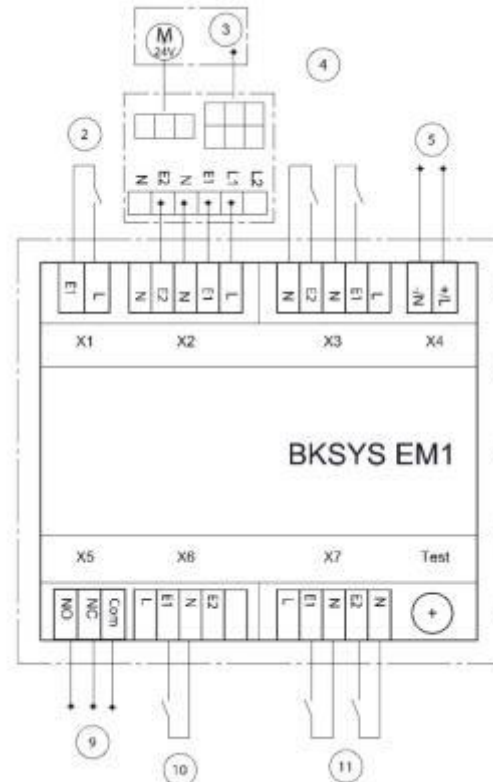 M
24V
3
4
2
5
N E2 N E1 L1 L2
E1 L
N E2 N E1 L
N E2 N E1 L
-/N +/L
X1 X2 X3 X4
BKSYS EM1
X5 X6 X7 Test
NO NC Com
L E1 N E2
L E1 N E2 N
+
9
10
11